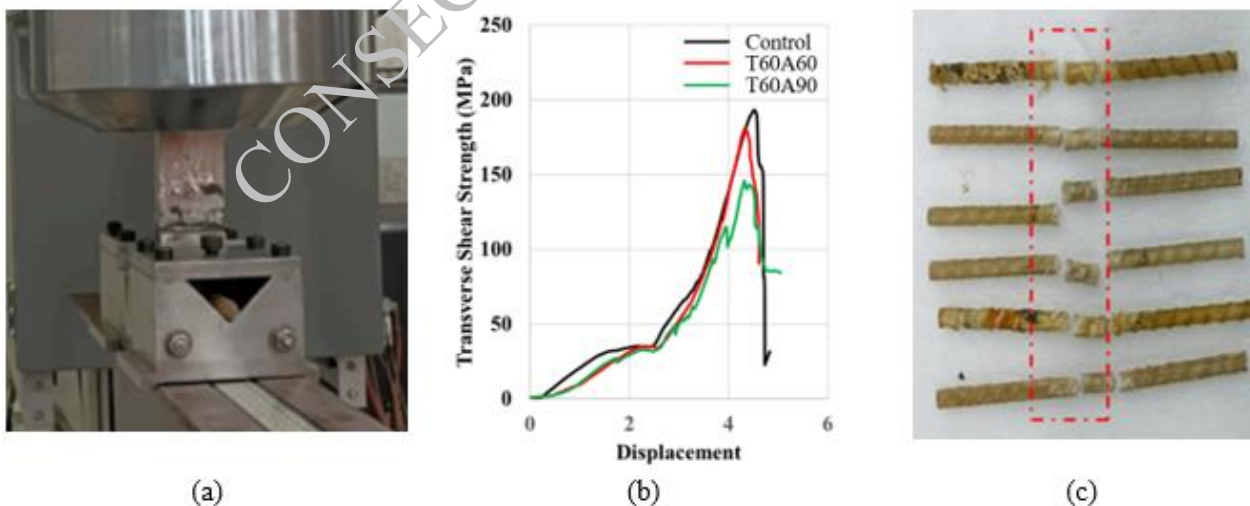 CONSEC
250
200
150
100
50
0
Transverse Shear Strength (MPa)
Control
T60A60
T60A90
0 2 4 6
Displacement
(a) (b) (c)